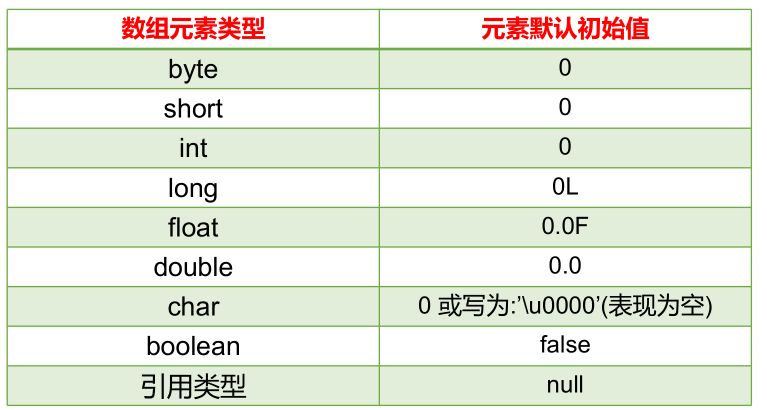 数组元素类型 元素默认初始值
byte 0
short 0
int 0
long 0L
float 0.0F
double 0.0
char 0 或写为:’\u0000’(表现为空)
boolean false
引用类型 null